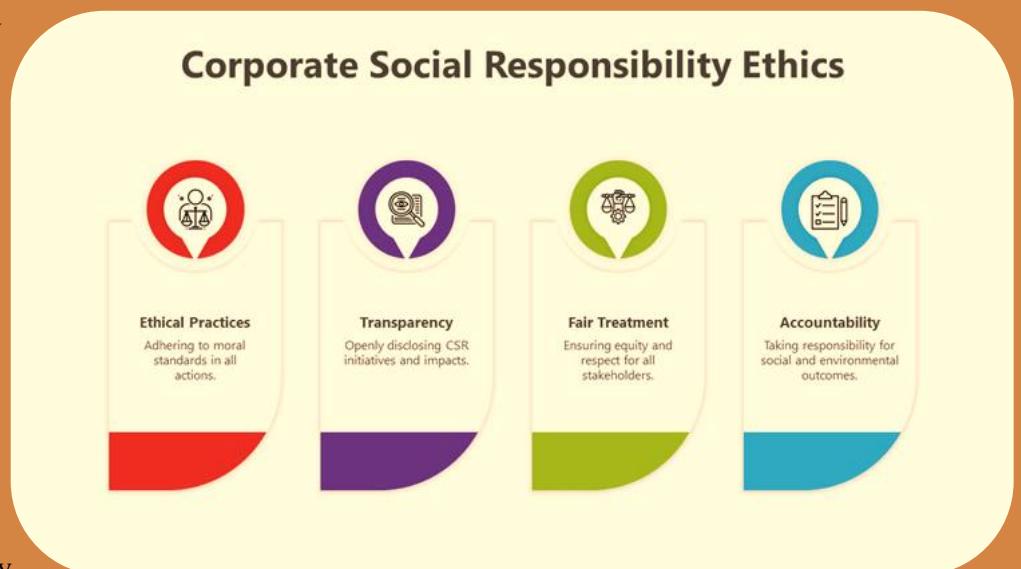 Corporate Social Responsibility Ethics
Ethical Practices
Adhering to moral
standards in all
actions.
Transparency
Openly disclosing CSR
initiatives and impacts.
Fair Treatment
Ensuring equity and
respect for all
stakeholders.
Accountability
Taking responsibility for
social and environmental
outcomes.